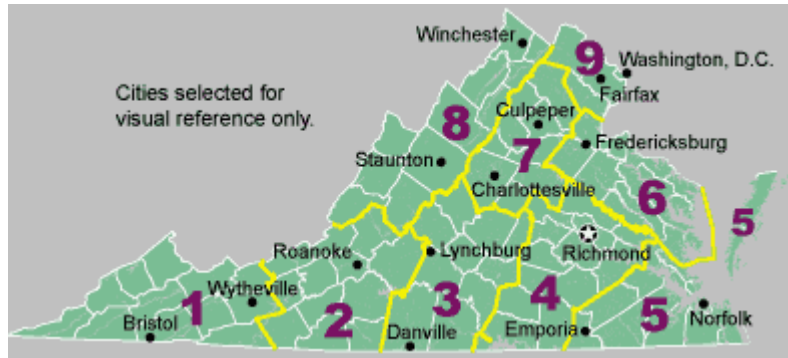 Winchester
9
Washington, D.C.
Fairfax
Cities selected for
visual reference only.
8
Culpeper
Fredericksburg
Staunton
7
Charlottesville
6
5
Roanoke
Lynchburg
Richmond
Wytheville
1
2
3
4
5
Bristol
Danville
Emporia
Norfolk